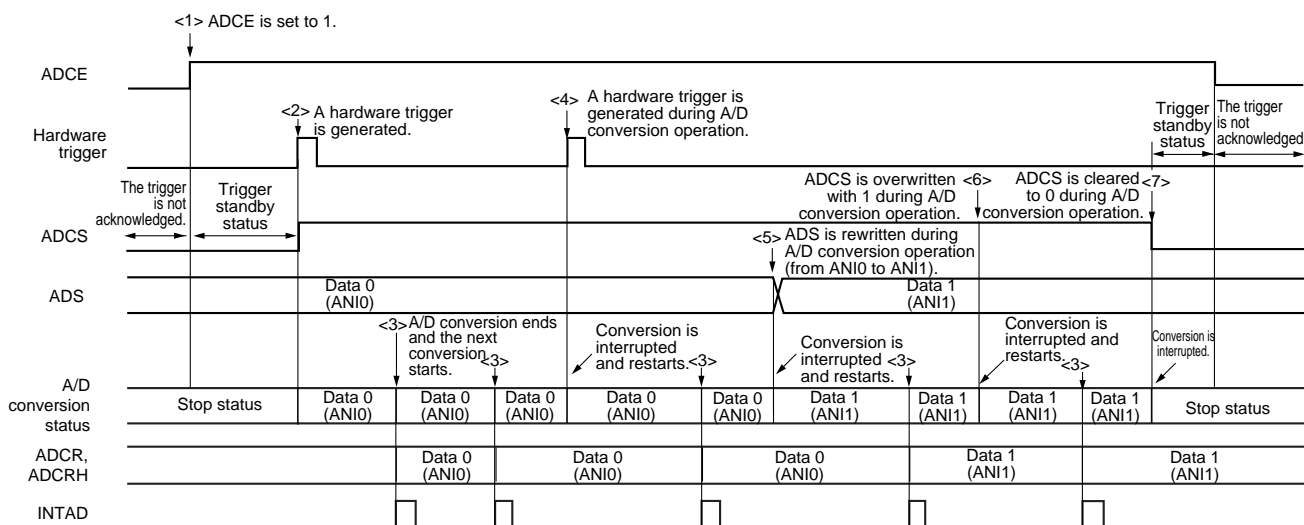 <1> ADCE is set to 1.
ADCE
<2> A hardware trigger
is generated.
<4> A hardware trigger is
generated during A/D
conversion operation.
Trigger
standby
status
The trigger
is not
acknowledged
Hardware
trigger
The trigger
is not
acknowledged.
Trigger
standby
status
ADCS is overwritten <6>
with 1 during A/D
conversion operation.
ADCS is cleared <7>
to 0 during A/D
conversion operation.
ADCS
<5> ADS is rewritten during
A/D conversion operation
(from ANI0 to ANI1).
ADS
Data 0
(ANI0)
Data 1
(ANI1)
<3> A/D conversion ends
and the next
conversion
starts. <3>
Conversion is
interrupted
and restarts. <3>
Conversion is
interrupted <3>
and restarts.
Conversion is
interrupted and
restarts. <3>
Conversion is
interrupted.
A/D
conversion
status
Stop status
Data 0
(ANI0)
Data 0
(ANI0)
Data 0
(ANI0)
Data 0
(ANI0)
Data 0
(ANI0)
Data 1
(ANI1)
Data 1
(ANI1)
Data 1
(ANI1)
Data 1
(ANI1)
Stop status
ADCR,
ADCRH
Data 0
(ANI0)
Data 0
(ANI0)
Data 0
(ANI0)
Data 1
(ANI1)
Data 1
(ANI1)
INTAD